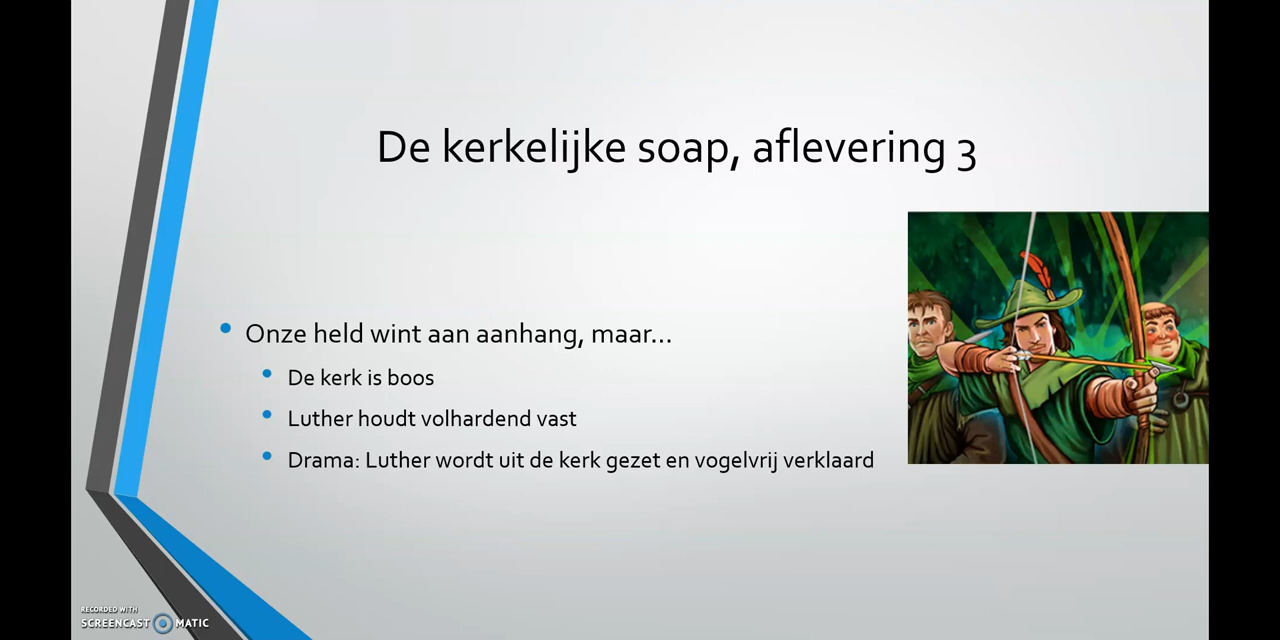 De kerkelijke soap, aflevering 3
Onze held wint aan aanhang, maar...
De kerk is boos
Luther houdt volhardend vast
Drama: Luther wordt uit de kerk gezet en vogelvrij verklaard
RECORDED WITH
SCREENCAST MATIC